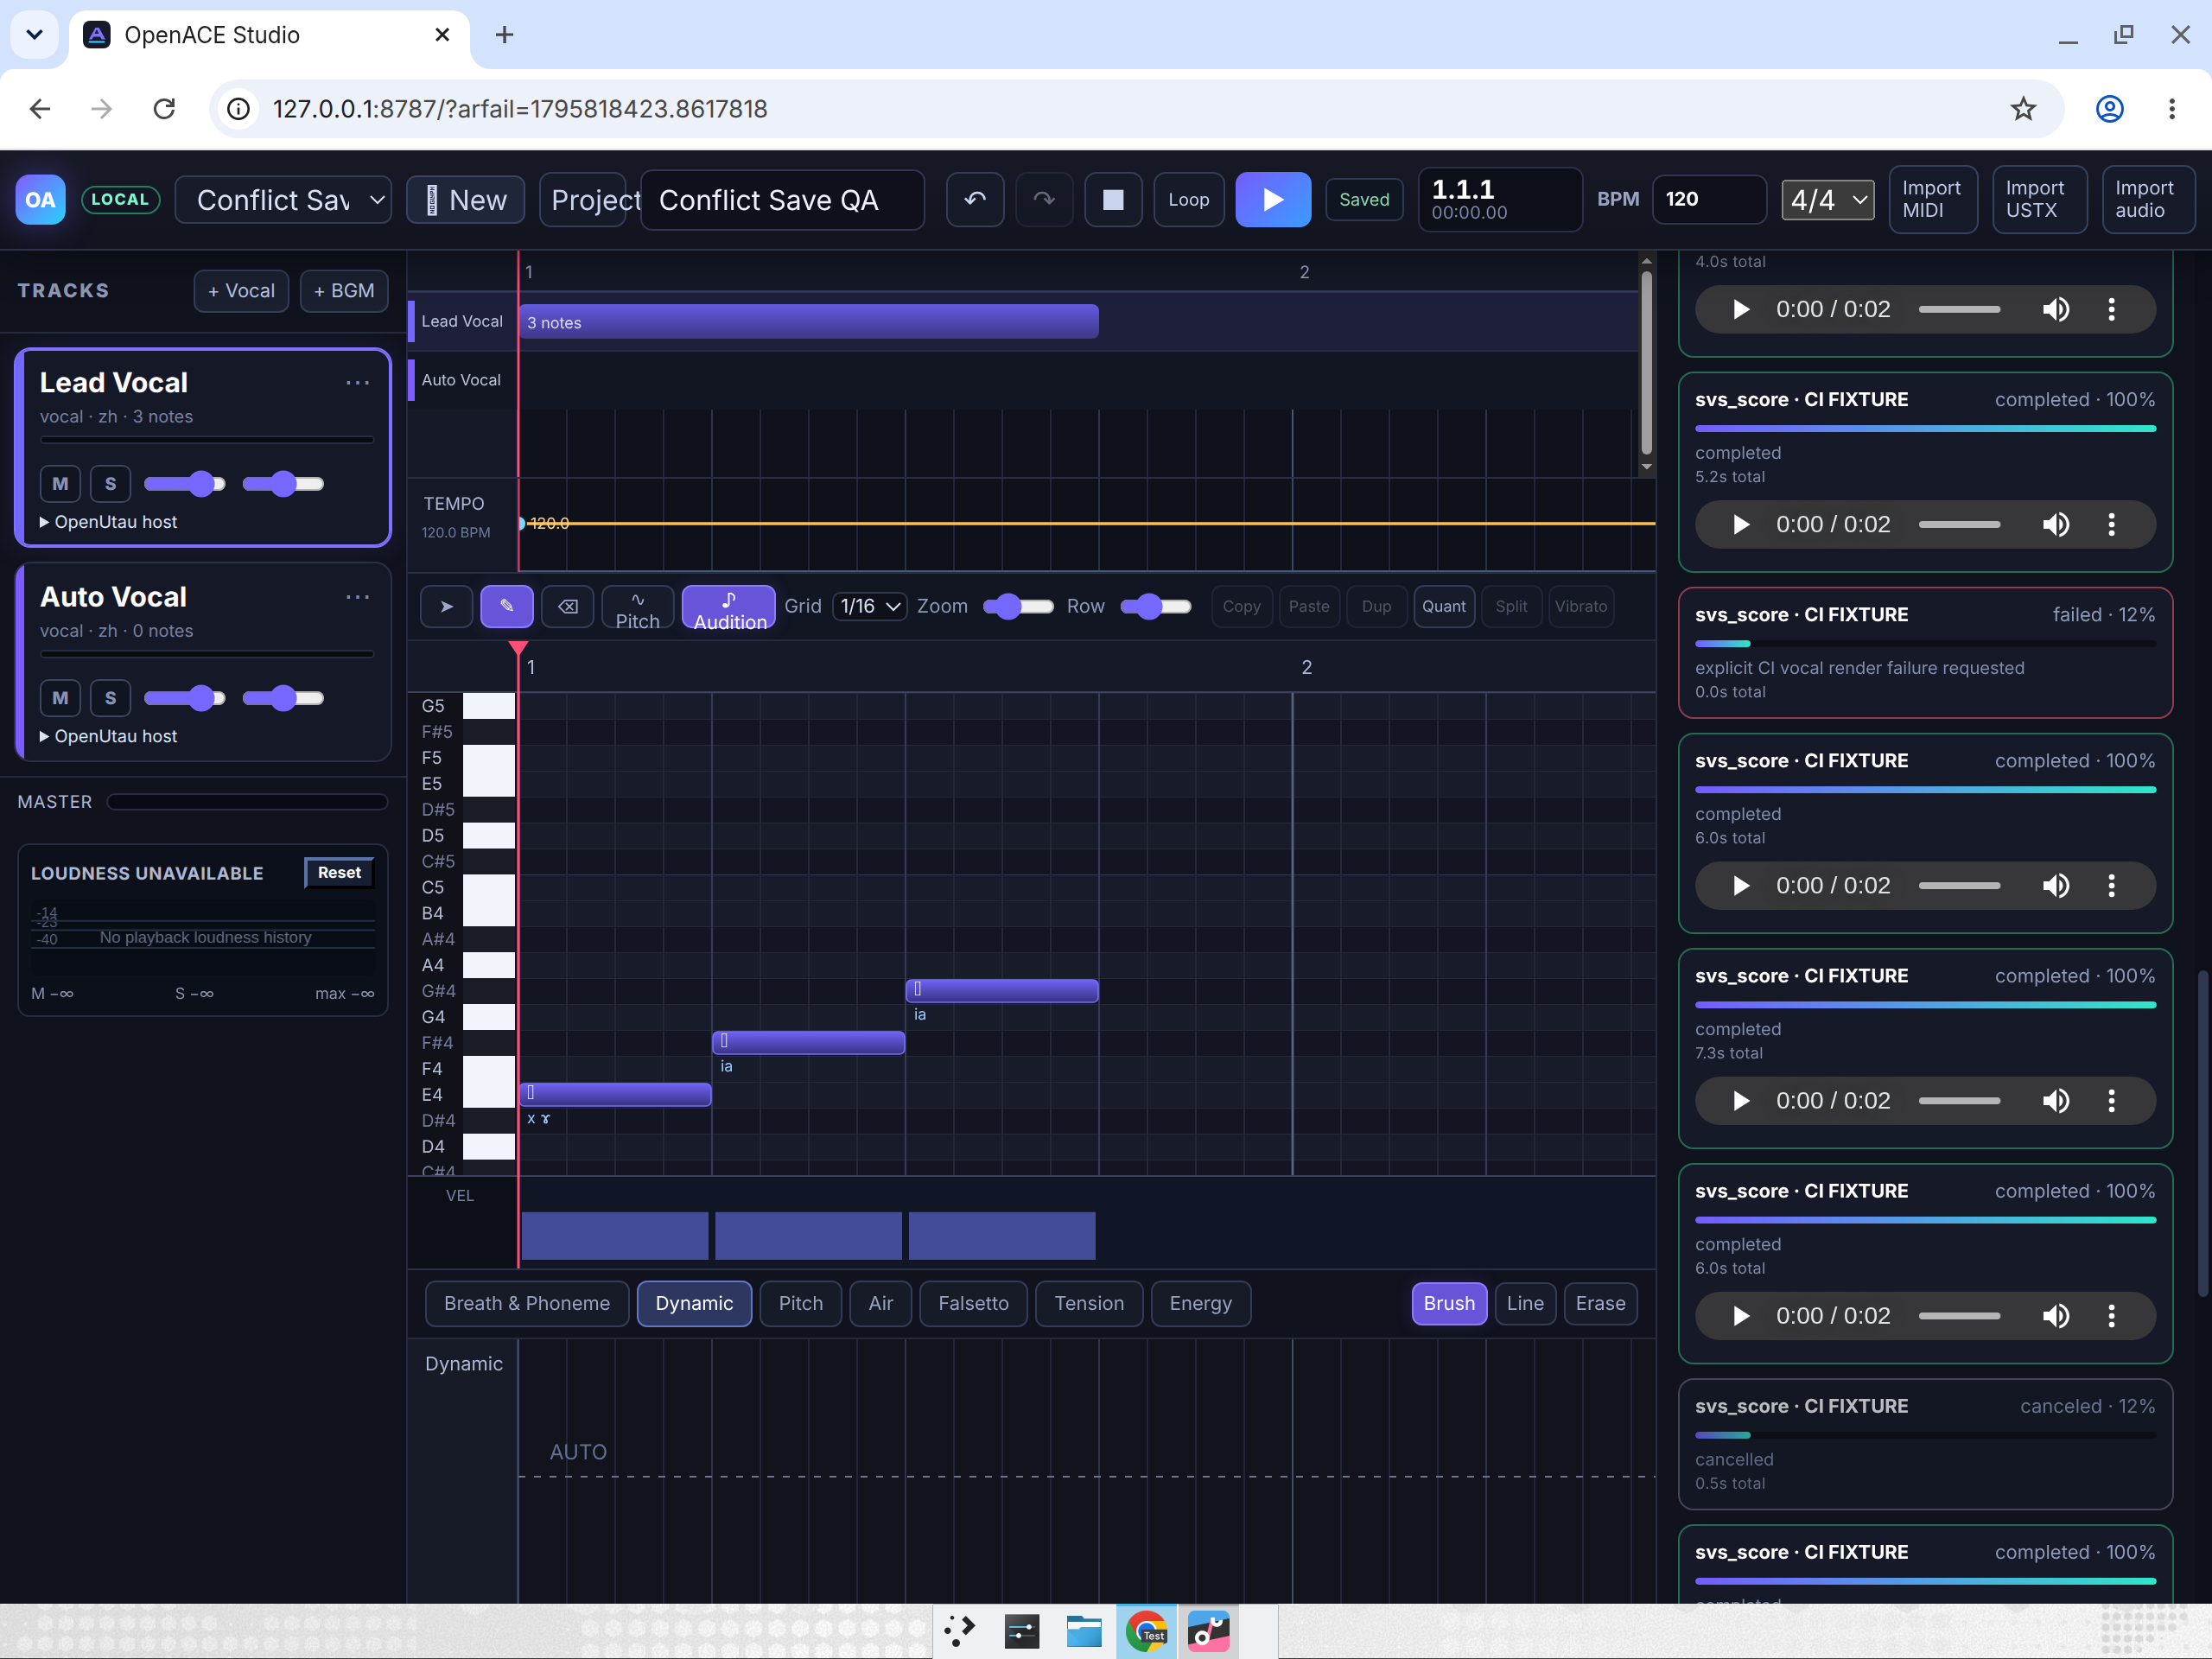 OpenACE Studio
127.0.0.1:8787/?arfail=1795818423.8617818
OA
LOCAL
Conflict Sav
New
Project
Conflict Save QA
Loop
Saved
1.1.1
00:00.00
BPM
120
4/4
Import
MIDI
Import
USTX
Import
audio
TRACKS
+ Vocal
+ BGM
Lead Vocal
vocal · zh · 3 notes
M
S
OpenUtau host
Auto Vocal
vocal · zh · 0 notes
M
S
OpenUtau host
MASTER
LOUDNESS UNAVAILABLE
Reset
-14
-23
-40
No playback loudness history
M −∞
S −∞
max −∞
1
2
Lead Vocal
3 notes
Auto Vocal
TEMPO
120.0 BPM
120.0
Pitch
Audition
Grid
1/16
Zoom
Row
Copy
Paste
Dup
Quant
Split
Vibrato
1
2
G5
F#5
F5
E5
D#5
D5
C#5
C5
B4
A#4
A4
G#4
G4
F#4
F4
E4
D#4
D4
C#4
ia
ia
x ɤ
VEL
Breath & Phoneme
Dynamic
Pitch
Air
Falsetto
Tension
Energy
Brush
Line
Erase
Dynamic
AUTO
4.0s total
0:00 / 0:02
svs_score · CI FIXTURE
completed · 100%
completed
5.2s total
0:00 / 0:02
svs_score · CI FIXTURE
failed · 12%
explicit CI vocal render failure requested
0.0s total
svs_score · CI FIXTURE
completed · 100%
completed
6.0s total
0:00 / 0:02
svs_score · CI FIXTURE
completed · 100%
completed
7.3s total
0:00 / 0:02
svs_score · CI FIXTURE
completed · 100%
completed
6.0s total
0:00 / 0:02
svs_score · CI FIXTURE
canceled · 12%
cancelled
0.5s total
svs_score · CI FIXTURE
completed · 100%
Test